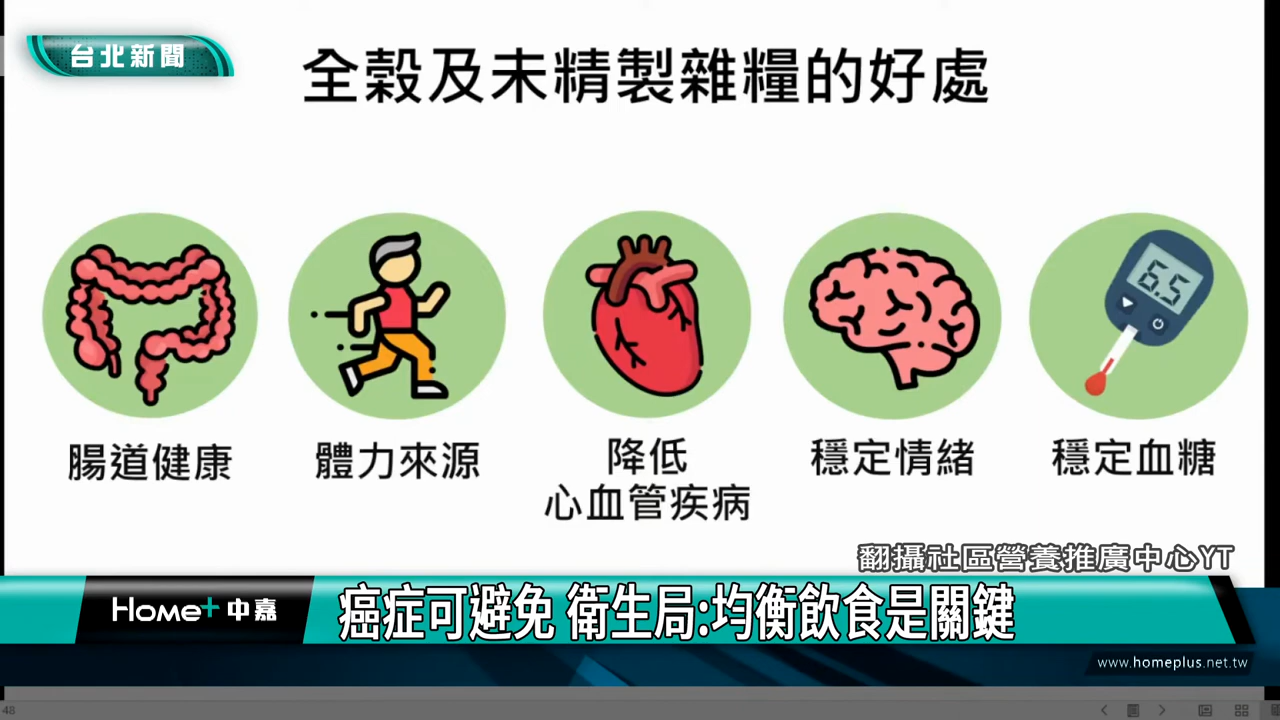 台北新聞
全穀及未精製雜糧的好處
6.5
腸道健康
體力來源
降低
心血管疾病
穩定情緒
穩定血糖
翻攝社區營養推廣中心YT
Home+中嘉
癌症可避免 衛生局:均衡飲食是關鍵
www.homeplus.net.tw
48